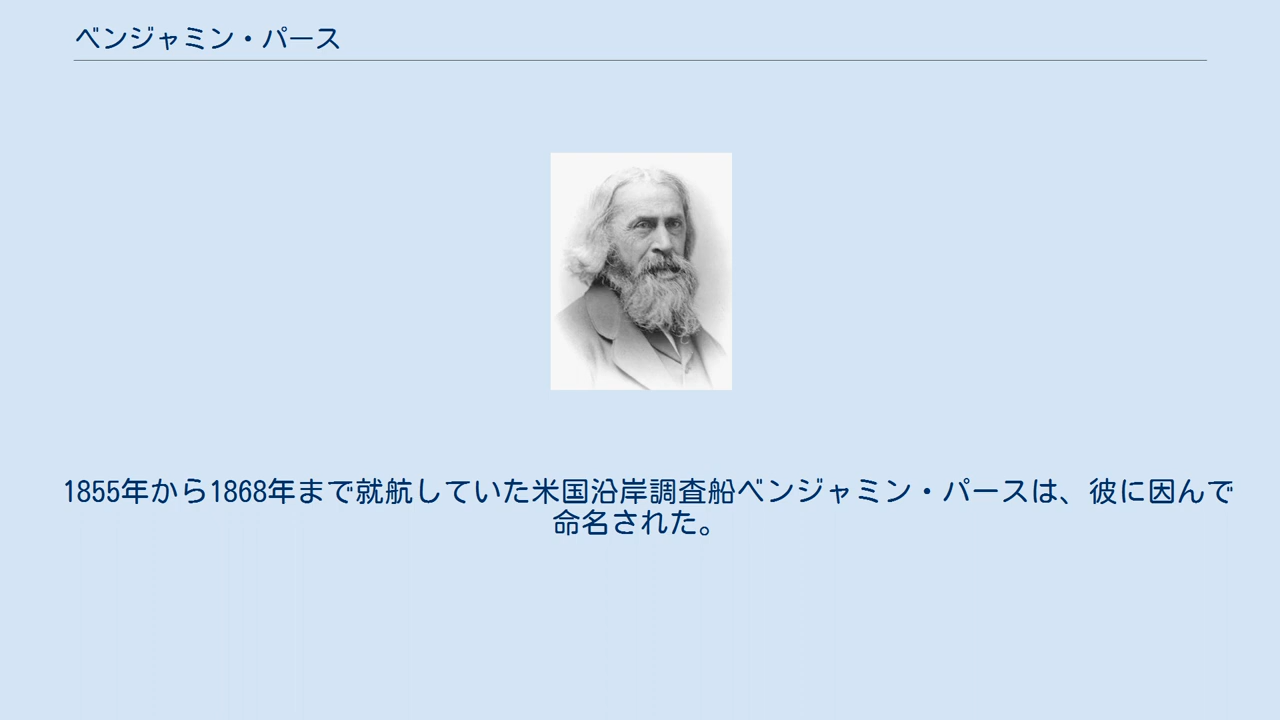 ベンジャミン・パース
1855年から1868年まで就航していた米国沿岸調査船ベンジャミン・パースは、彼に因んで
命名された。